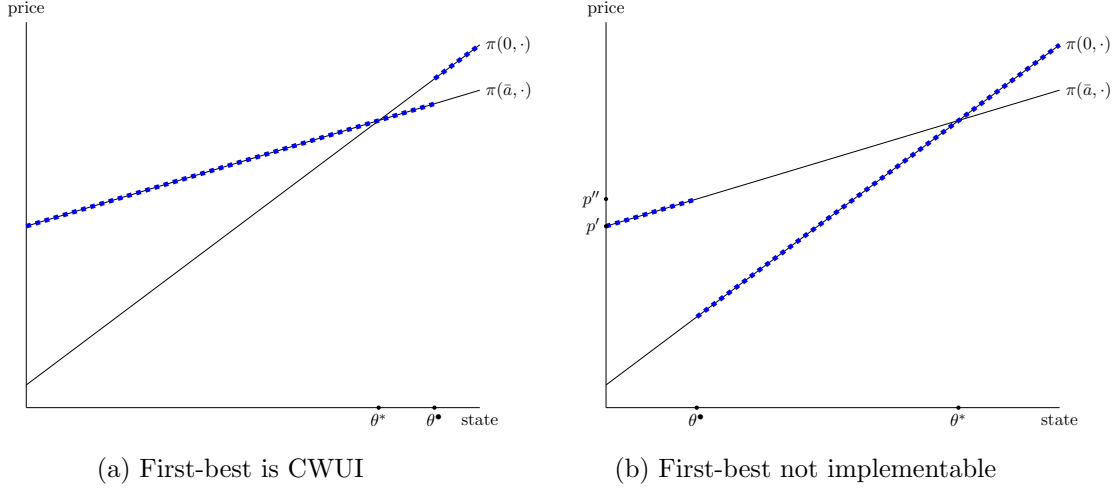 price
π(0, ·)
π(ā, ·)
θ*
θ•
state
(a) First-best is CWUI
price
π(0, ·)
π(ā, ·)
p′′
p′
θ•
θ*
state
(b) First-best not implementable